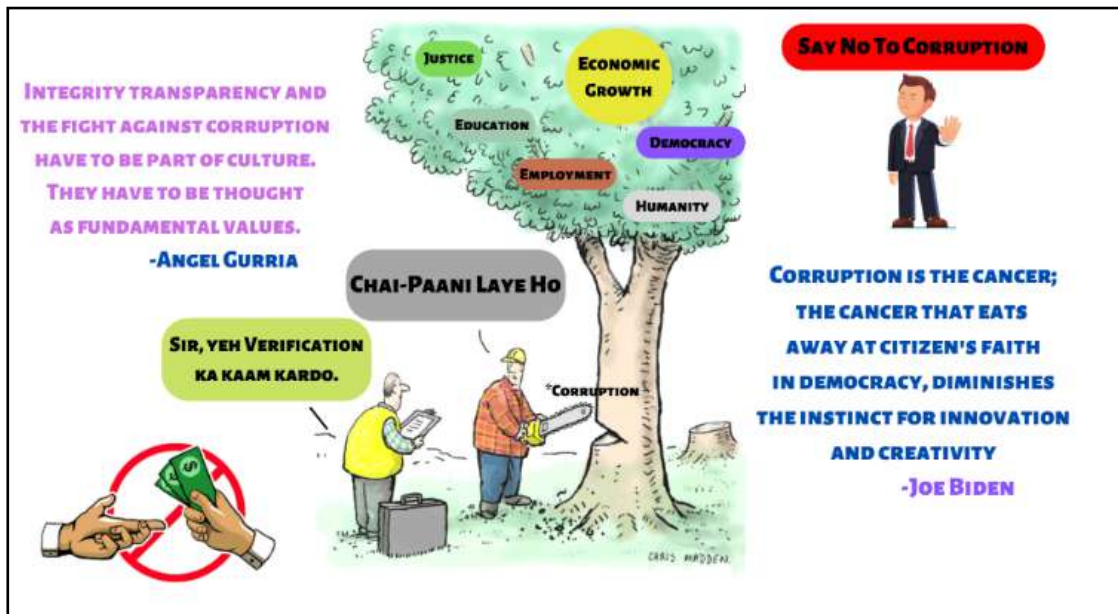 Say No To Corruption
Justice
Economic
Growth
Education
Democracy
Employment
Humanity
Integrity transparency and
the fight against corruption
have to be part of culture.
They have to be thought
as fundamental values.
-Angel Gurria
Chai-Paani Laye Ho
Sir, yeh Verification
ka kaam kardo.
*Corruption
Corruption is the cancer;
the cancer that eats
away at citizen's faith
in democracy, diminishes
the instinct for innovation
and creativity
-Joe Biden
$
Chris Madden.